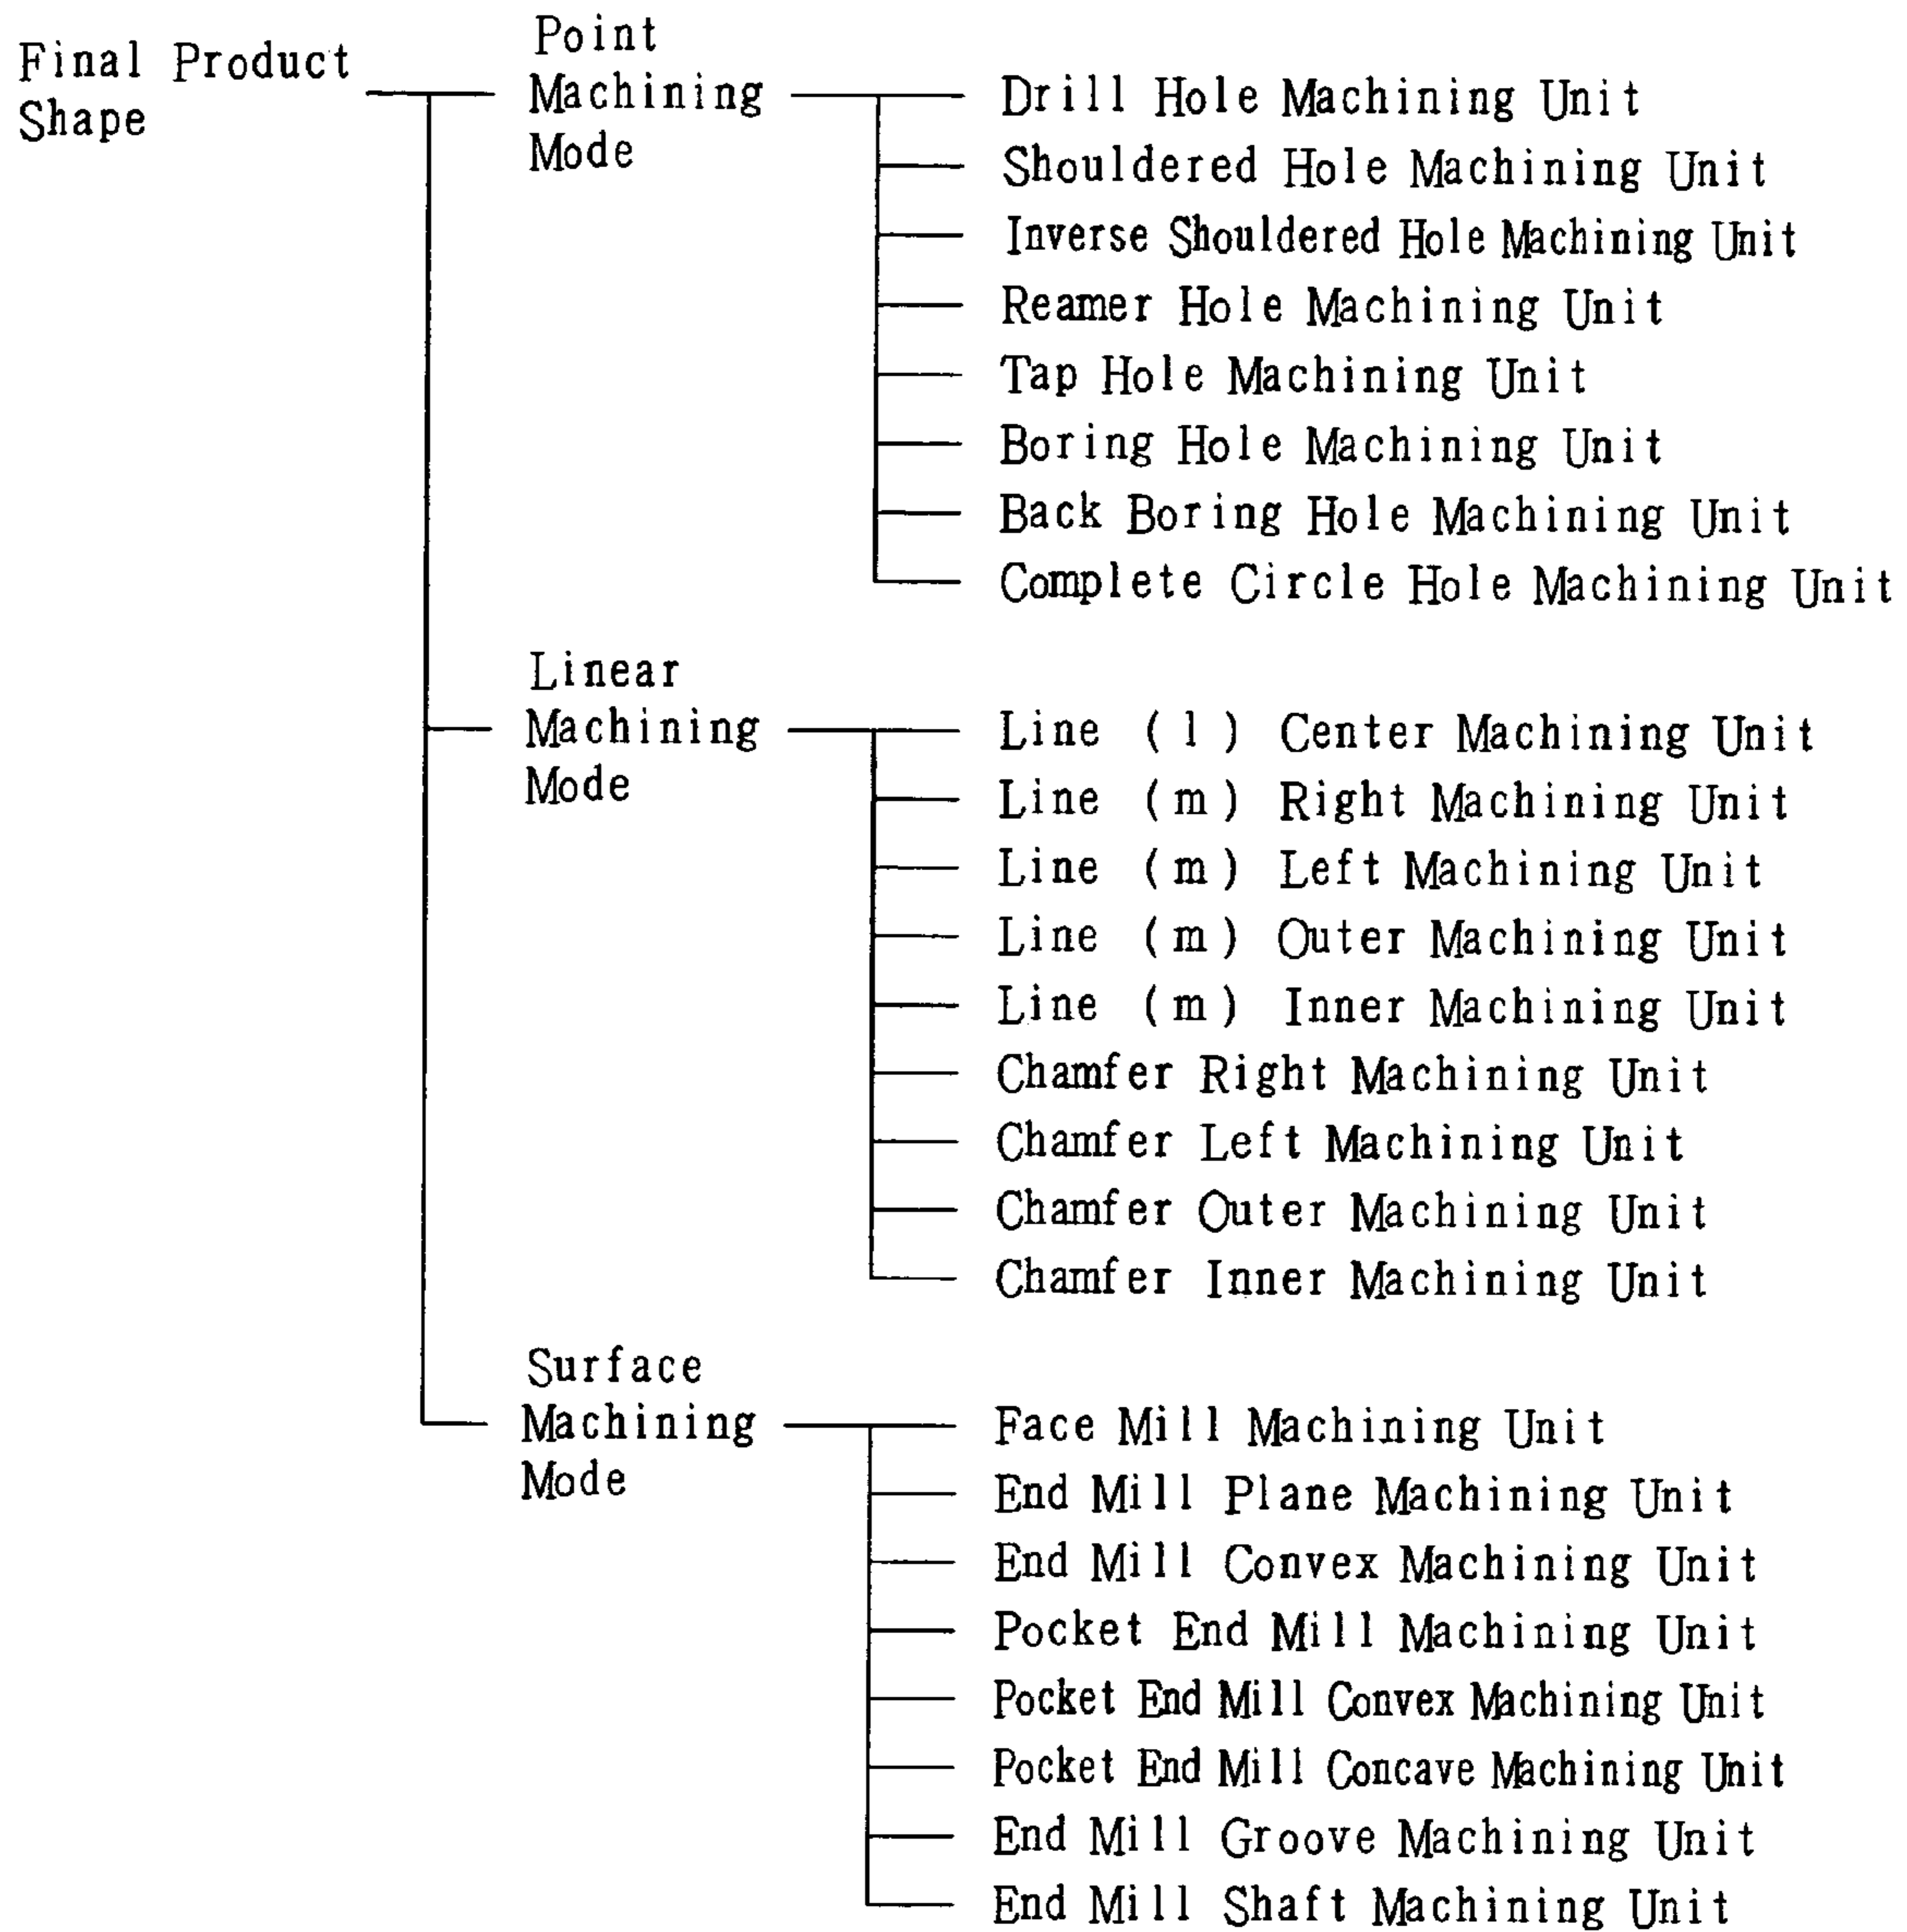 Final Product
Shape
Point
Machining
Mode
Drill Hole Machining Unit
Shouldered Hole Machining Unit
Inverse Shouldered Hole Machining Unit
Reamer Hole Machining Unit
Tap Hole Machining Unit
Boring Hole Machining Unit
Back Boring Hole Machining Unit
Complete Circle Hole Machining Unit
Linear
Machining
Mode
Line (l) Center Machining Unit
Line (m) Right Machining Unit
Line (m) Left Machining Unit
Line (m) Outer Machining Unit
Line (m) Inner Machining Unit
Chamfer Right Machining Unit
Chamfer Left Machining Unit
Chamfer Outer Machining Unit
Chamfer Inner Machining Unit
Surface
Machining
Mode
Face Mill Machining Unit
End Mill Plane Machining Unit
End Mill Convex Machining Unit
Pocket End Mill Machining Unit
Pocket End Mill Convex Machining Unit
Pocket End Mill Concave Machining Unit
End Mill Groove Machining Unit
End Mill Shaft Machining Unit